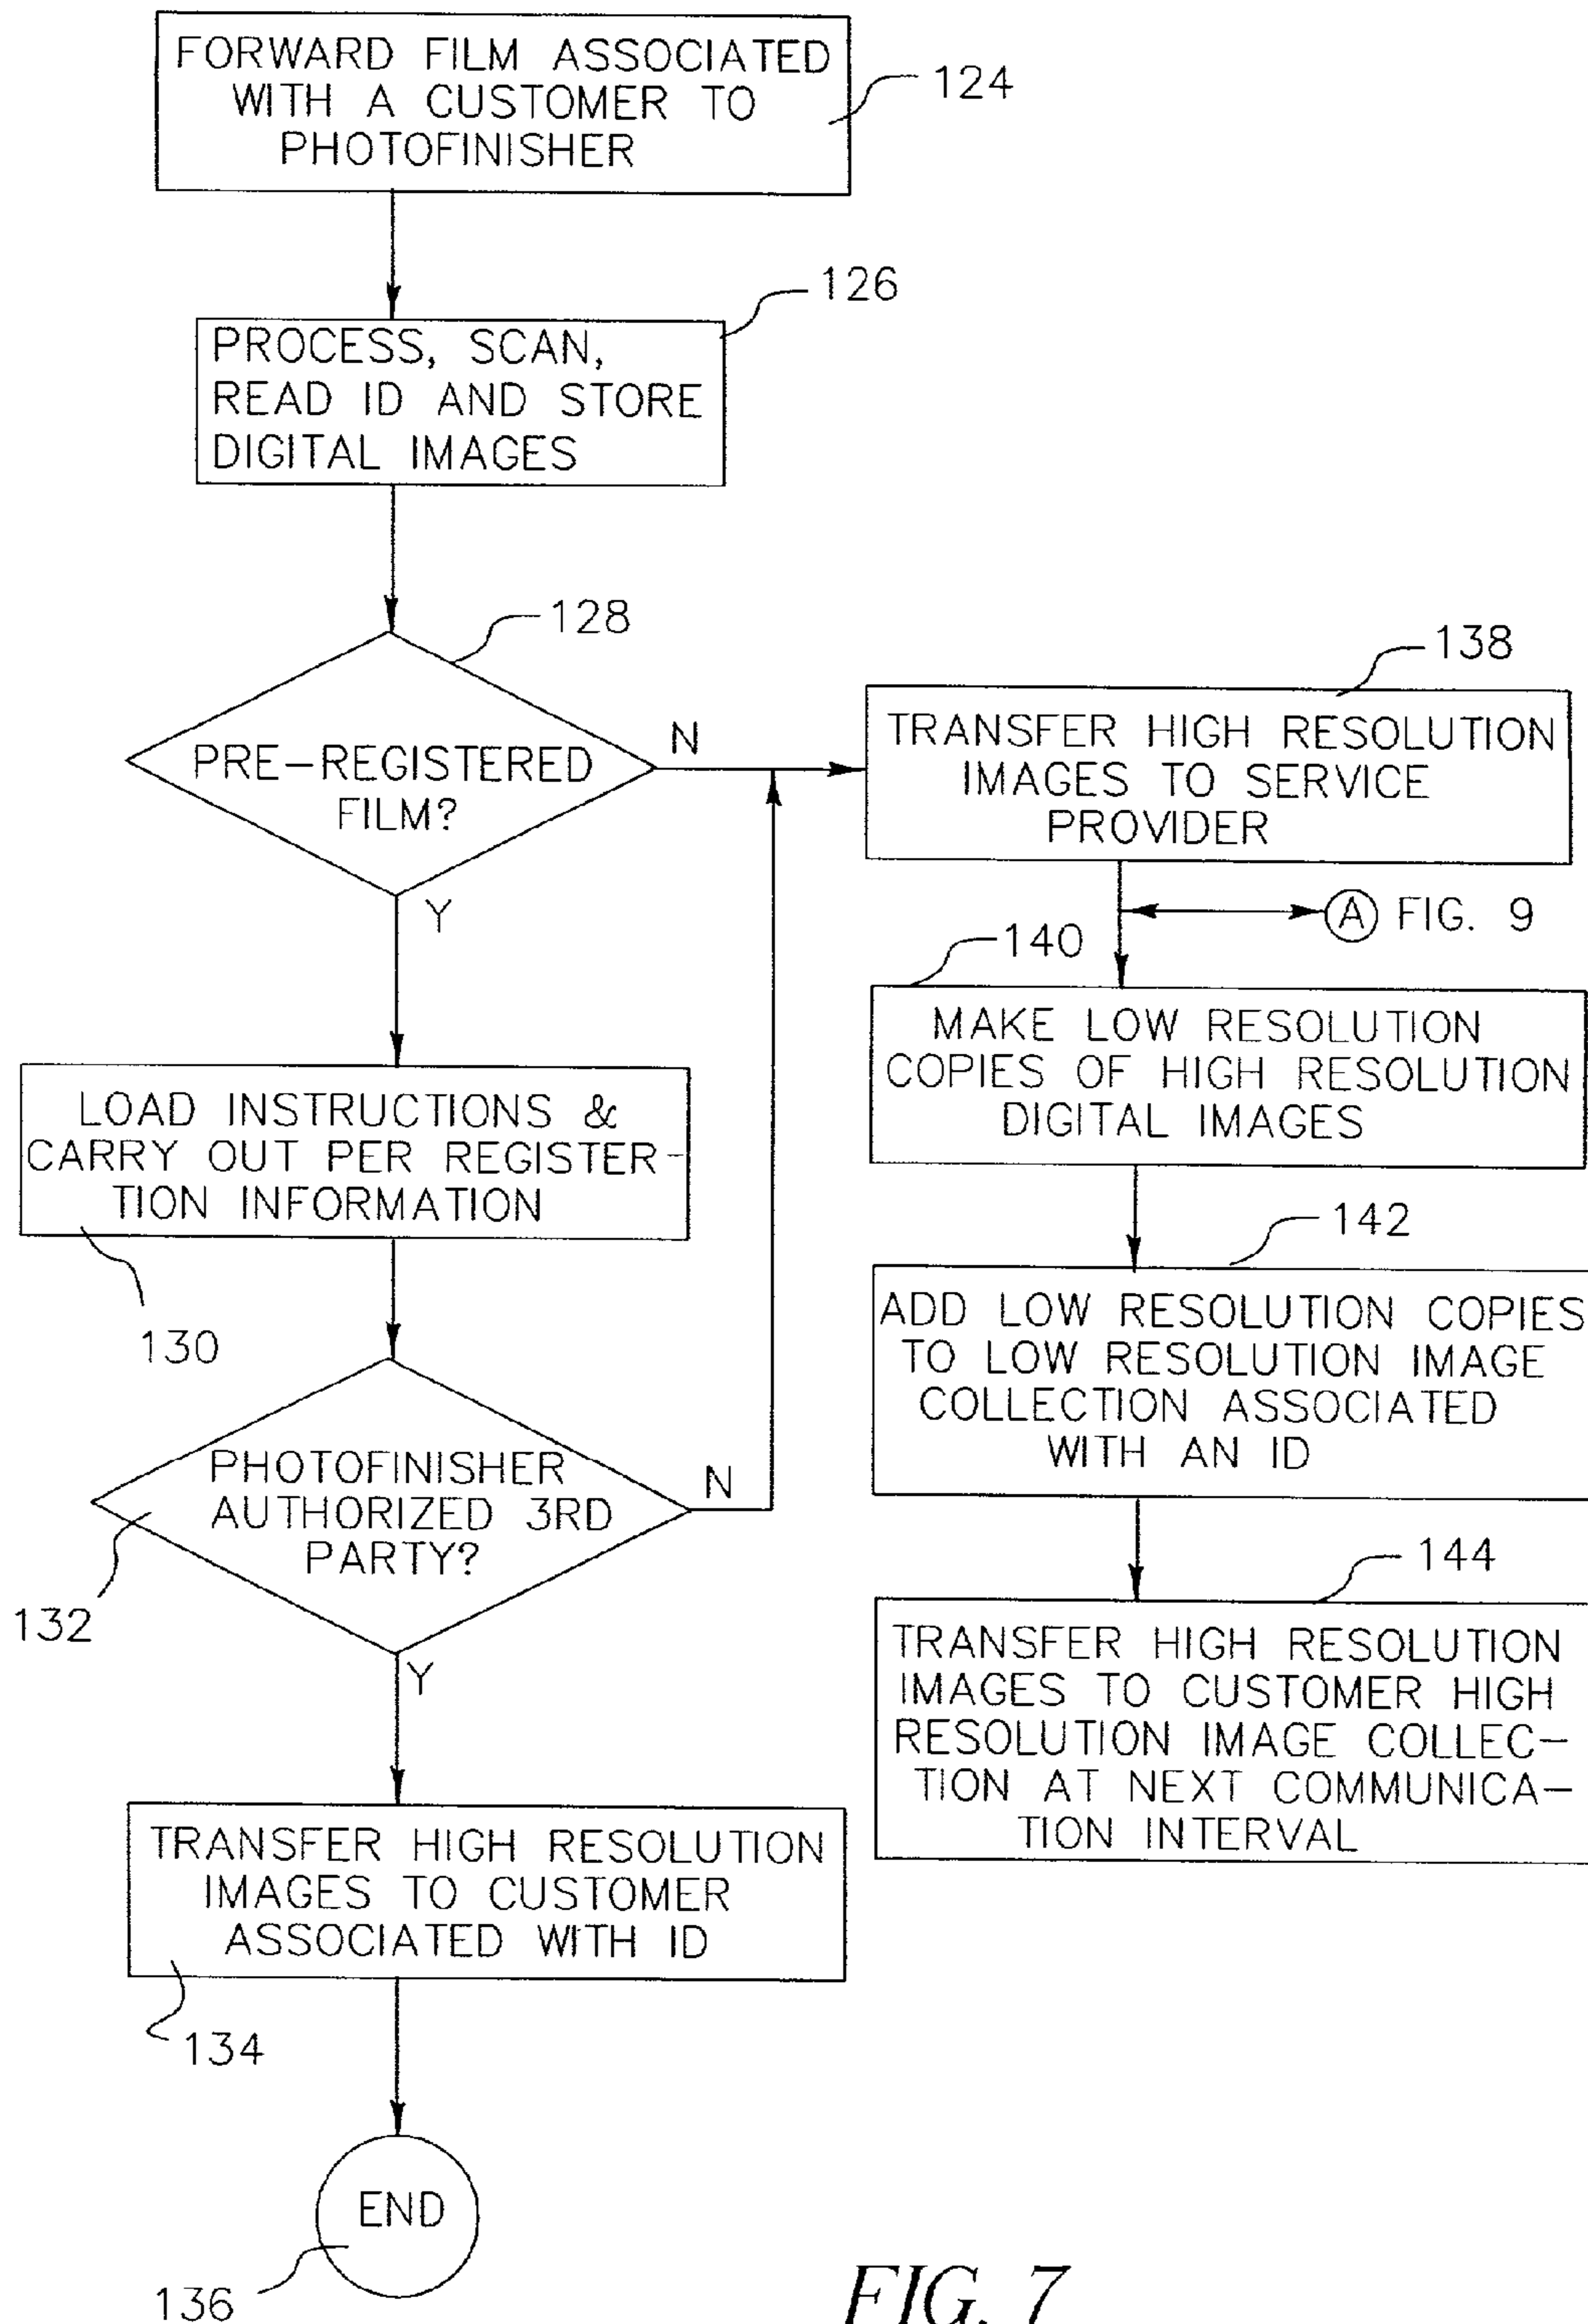 FORWARD FILM ASSOCIATED
WITH A CUSTOMER TO
PHOTOFINISHER
124
PROCESS, SCAN,
READ ID AND STORE
DIGITAL IMAGES
126
PRE-REGISTERED
FILM?
128
N
Y
LOAD INSTRUCTIONS &
CARRY OUT PER REGISTER-
TION INFORMATION
130
PHOTOFINISHER
AUTHORIZED 3RD
PARTY?
132
N
Y
TRANSFER HIGH RESOLUTION
IMAGES TO CUSTOMER
ASSOCIATED WITH ID
134
END
136
138
TRANSFER HIGH RESOLUTION
IMAGES TO SERVICE
PROVIDER
A FIG. 9
140
MAKE LOW RESOLUTION
COPIES OF HIGH RESOLUTION
DIGITAL IMAGES
142
ADD LOW RESOLUTION COPIES
TO LOW RESOLUTION IMAGE
COLLECTION ASSOCIATED
WITH AN ID
144
TRANSFER HIGH RESOLUTION
IMAGES TO CUSTOMER HIGH
RESOLUTION IMAGE COLLEC-
TION AT NEXT COMMUNICA-
TION INTERVAL
FIG. 7